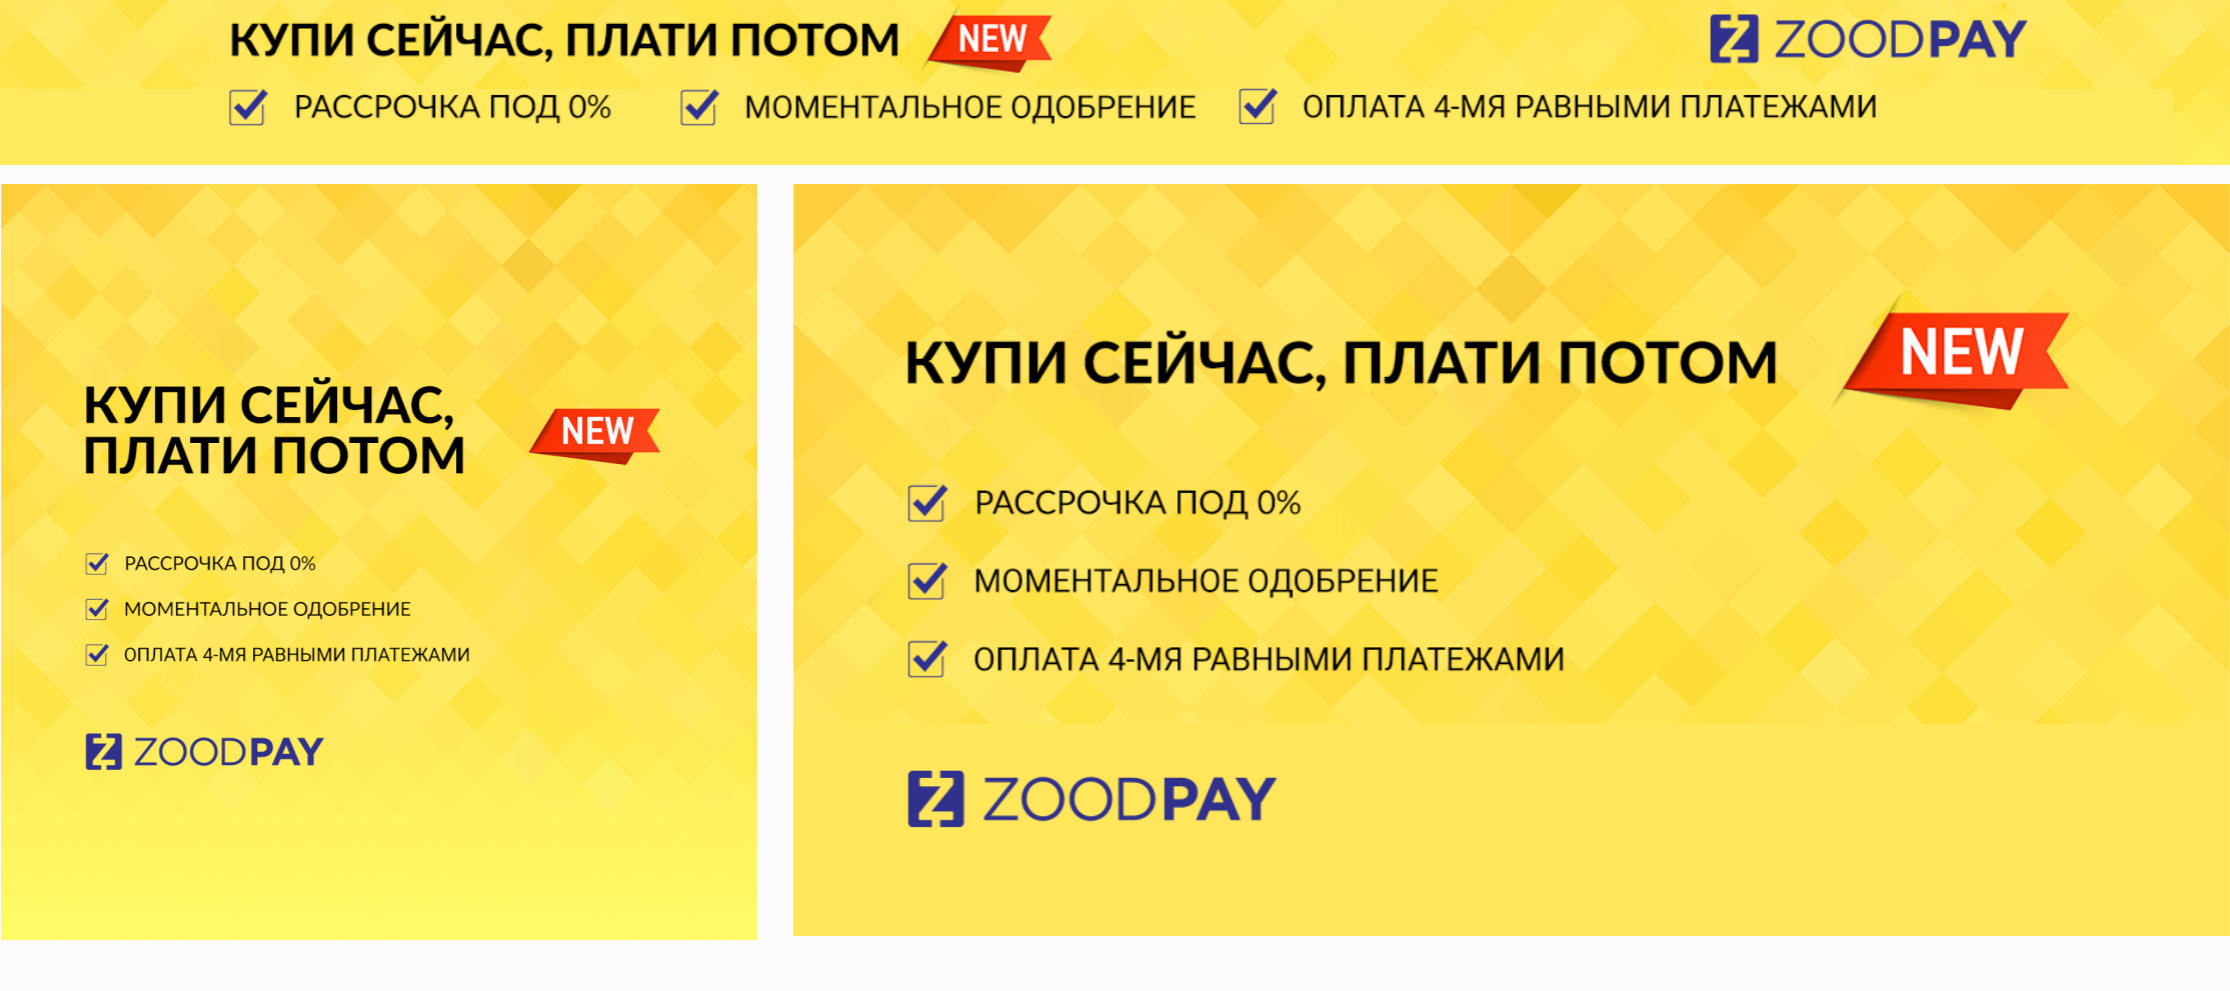 КУПИ СЕЙЧАС, ПЛАТИ ПОТОМ NEW ZOODPAY
РАССРОЧКА ПОД 0% МОМЕНТАЛЬНОЕ ОДОБРЕНИЕ ОПЛАТА 4-МЯ РАВНЫМИ ПЛАТЕЖАМИ
КУПИ СЕЙЧАС,
ПЛАТИ ПОТОМ
NEW
РАССРОЧКА ПОД 0%
МОМЕНТАЛЬНОЕ ОДОБРЕНИЕ
ОПЛАТА 4-МЯ РАВНЫМИ ПЛАТЕЖАМИ
ZOODPAY
КУПИ СЕЙЧАС, ПЛАТИ ПОТОМ NEW
РАССРОЧКА ПОД 0%
МОМЕНТАЛЬНОЕ ОДОБРЕНИЕ
ОПЛАТА 4-МЯ РАВНЫМИ ПЛАТЕЖАМИ
ZOODPAY